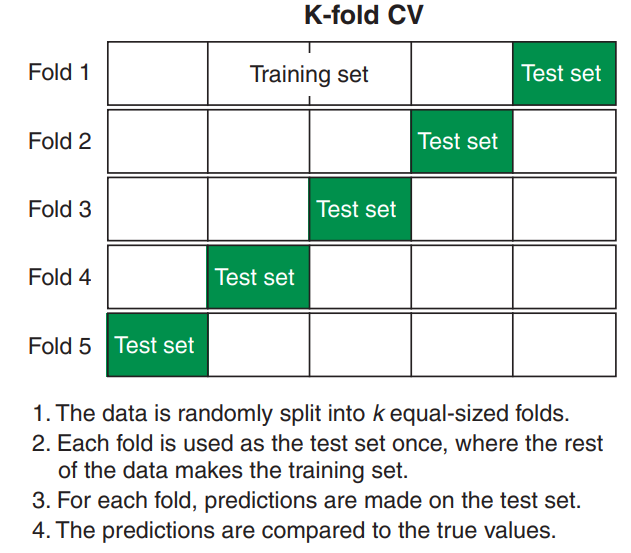 K-fold CV
Fold 1 Training set Test set
Fold 2 Test set
Fold 3 Test set
Fold 4 Test set
Fold 5 Test set
1. The data is randomly split into k equal-sized folds.
2. Each fold is used as the test set once, where the rest
of the data makes the training set.
3. For each fold, predictions are made on the test set.
4. The predictions are compared to the true values.